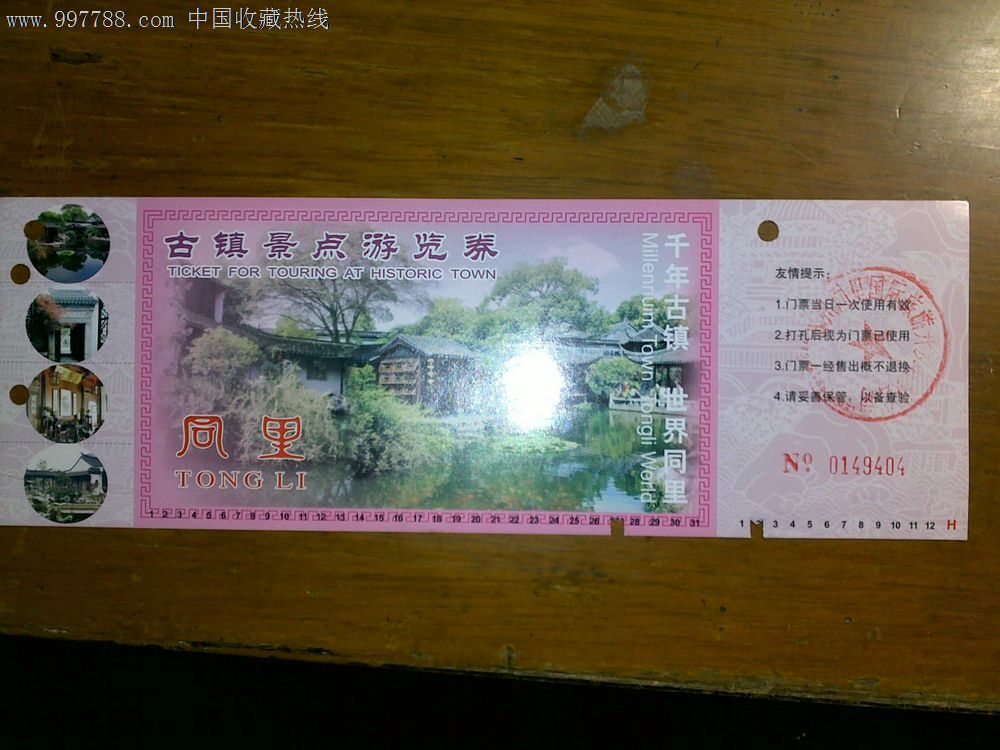 www.997788.com 中国收藏热线
古镇景点游览券
TICKET FOR TOURING AT HISTORIC TOWN
千年古镇 世界同里
Millennium Town Tongli World
同里
TONG LI
1 2 3 4 5 6 7 8 9 10 11 12 13 14 15 16 17 18 19 20 21 22 23 24 25 26 28 29 30 31
友情提示:
1.门票当日一次使用有效
2.打孔后视为门票已使用
3.门票一经售出概不退换
4.请妥善保管，以备查验
Nº 0149404
1 3 4 5 6 7 8 9 10 11 12 H